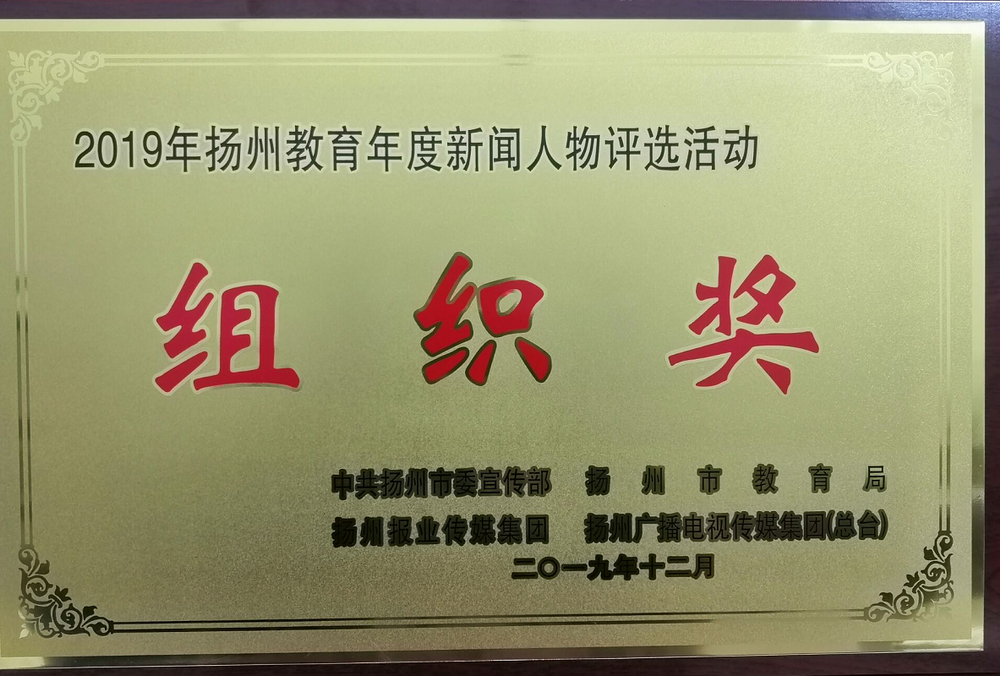 2019年扬州教育年度新闻人物评选活动
组织奖
中共扬州市委宣传部 扬州市教育局
扬州报业传媒集团 扬州广播电视传媒集团(总台)
二〇一九年十二月